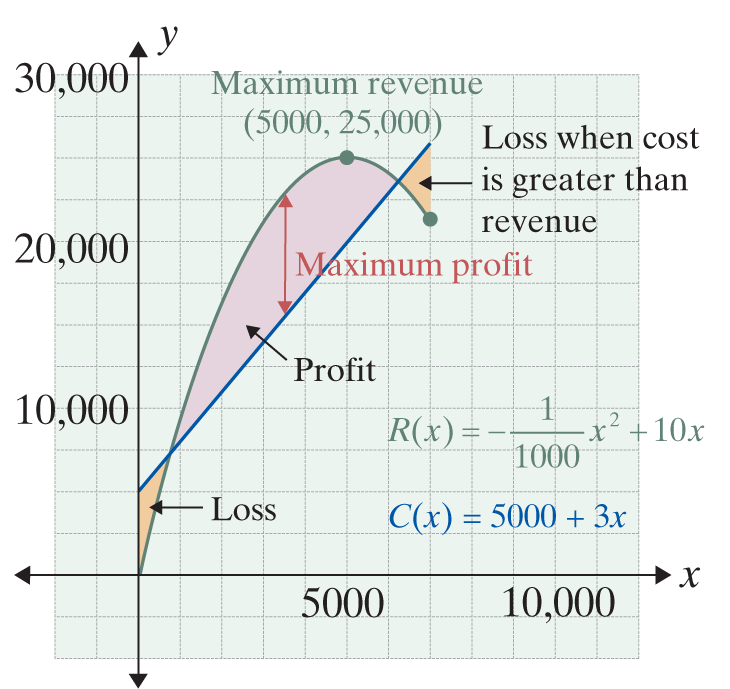 y
30,000
Maximum revenue
(5000, 25,000)
Loss when cost
is greater than
revenue
20,000
Maximum profit
Profit
10,000
R(x) = −1/1000 x² + 10x
Loss
C(x) = 5000 + 3x
x
5000
10,000